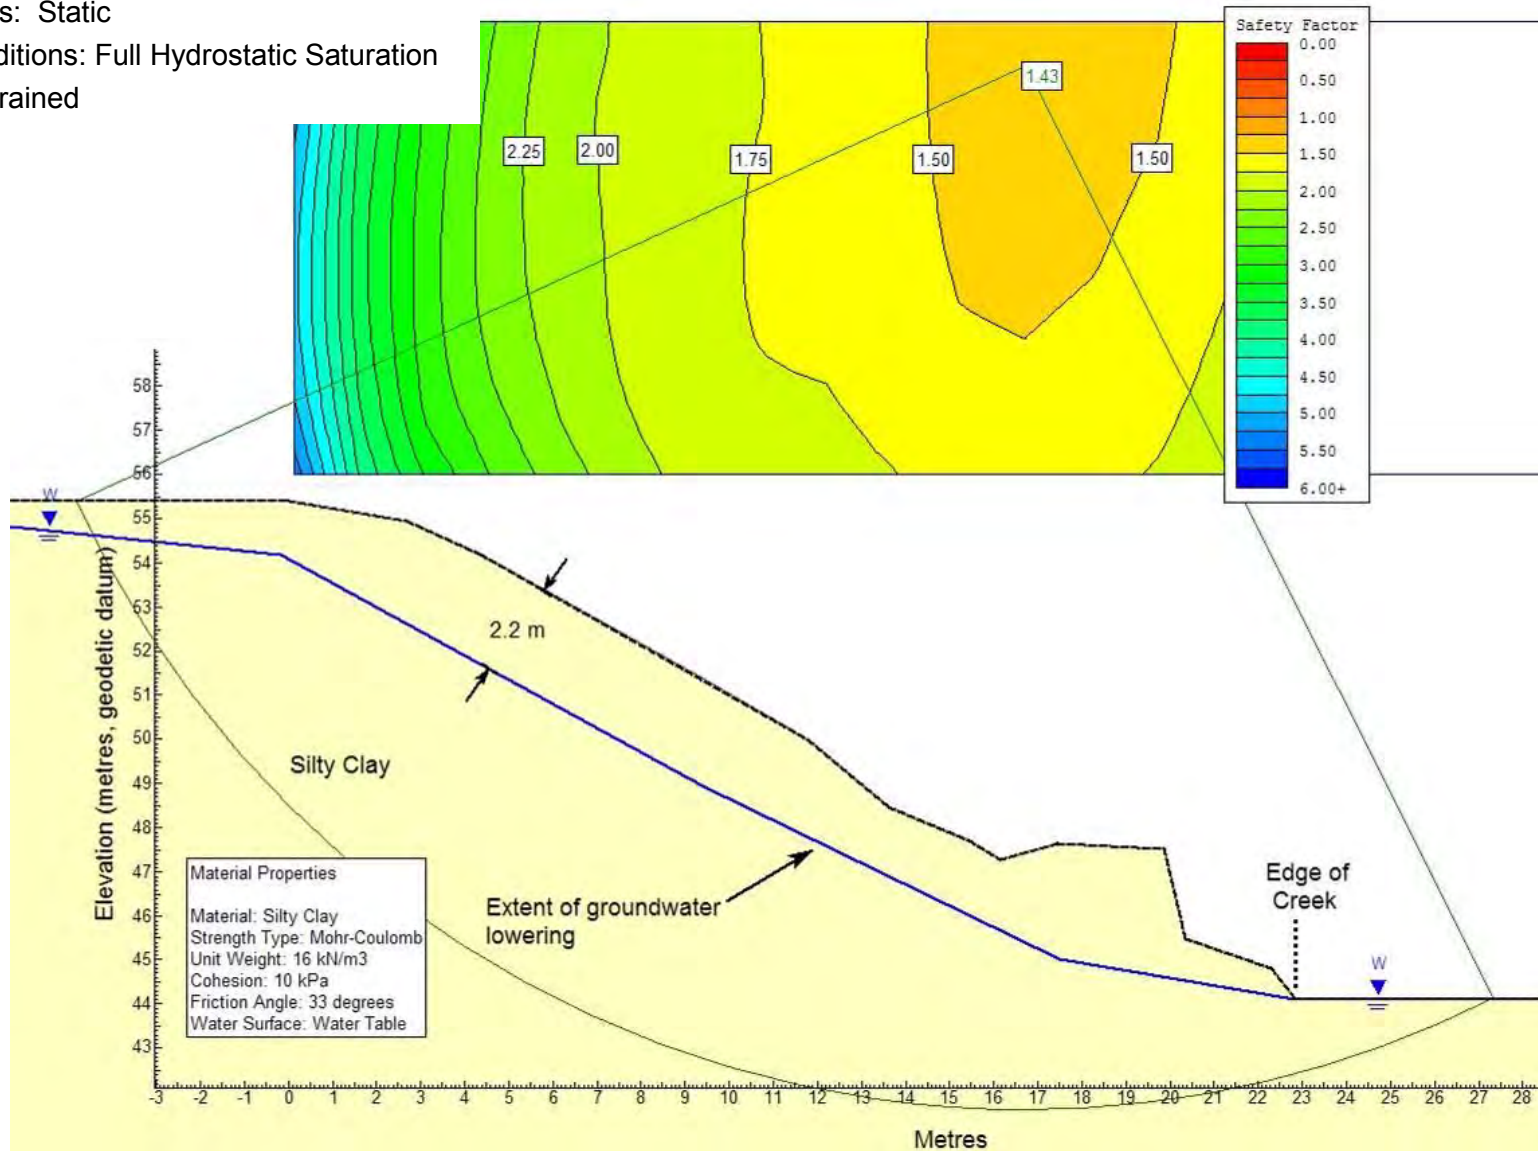 s: Static
ditions: Full Hydrostatic Saturation
rained
Safety Factor
0.00
0.50
1.00
1.50
2.00
2.50
3.00
3.50
4.00
4.50
5.00
5.50
6.00+
1.43
2.25
2.00
1.75
1.50
1.50
58
57
56
55
54
53
52
51
50
49
48
47
46
45
44
43
Elevation (metres, geodetic datum)
W
2.2 m
Silty Clay
Material Properties
Material: Silty Clay
Strength Type: Mohr-Coulomb
Unit Weight: 16 kN/m3
Cohesion: 10 kPa
Friction Angle: 33 degrees
Water Surface: Water Table
Extent of groundwater
lowering
Edge of
Creek
W
-3 -2 -1 0 1 2 3 4 5 6 7 8 9 10 11 12 13 14 15 16 17 18 19 20 21 22 23 24 25 26 27 28
Metres